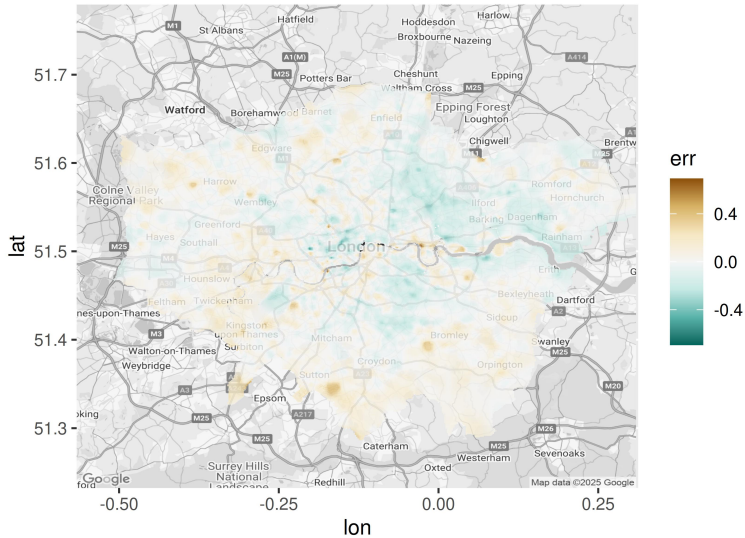 Hatfield
Hoddesdon
Harlow
M1
St Albans
Broxbourne
Nazeing
A1(M)
A414
51.7
M25
Potters Bar
Cheshunt
Epping
Waltham Cross
M25
Watford
Borehamwood
Barnet
Epping Forest
Enfield
Loughton
Chigwell
51.6
Edgware
Brentw
Harrow
Romford
Colne Valley
Regional Park
Wembley
Ilford
Hornchurch
Barking
Dagenham
Greenford
Hayes
Southall
Rainham
51.5
M25
London
M4
Hounslow
Erith
Feltham
Twickenham
Bexleyheath
Dartford
nes-upon-Thames
A2
Kingston
upon Thames
Sidcup
M3
Mitcham
Bromley
51.4
Walton-on-Thames
Surbiton
Swanley
M25
Weybridge
Croydon
Orpington
Sutton
A3
Epsom
M20
oking
A217
51.3
M25
M25
Caterham
M25
M26
Sevenoaks
Westerham
Surrey Hills
National
Landscape
Oxted
Redhill
Google
ford
Map data ©2025 Google
-0.50
-0.25
0.00
0.25
lon
lat
err
0.4
0.0
-0.4